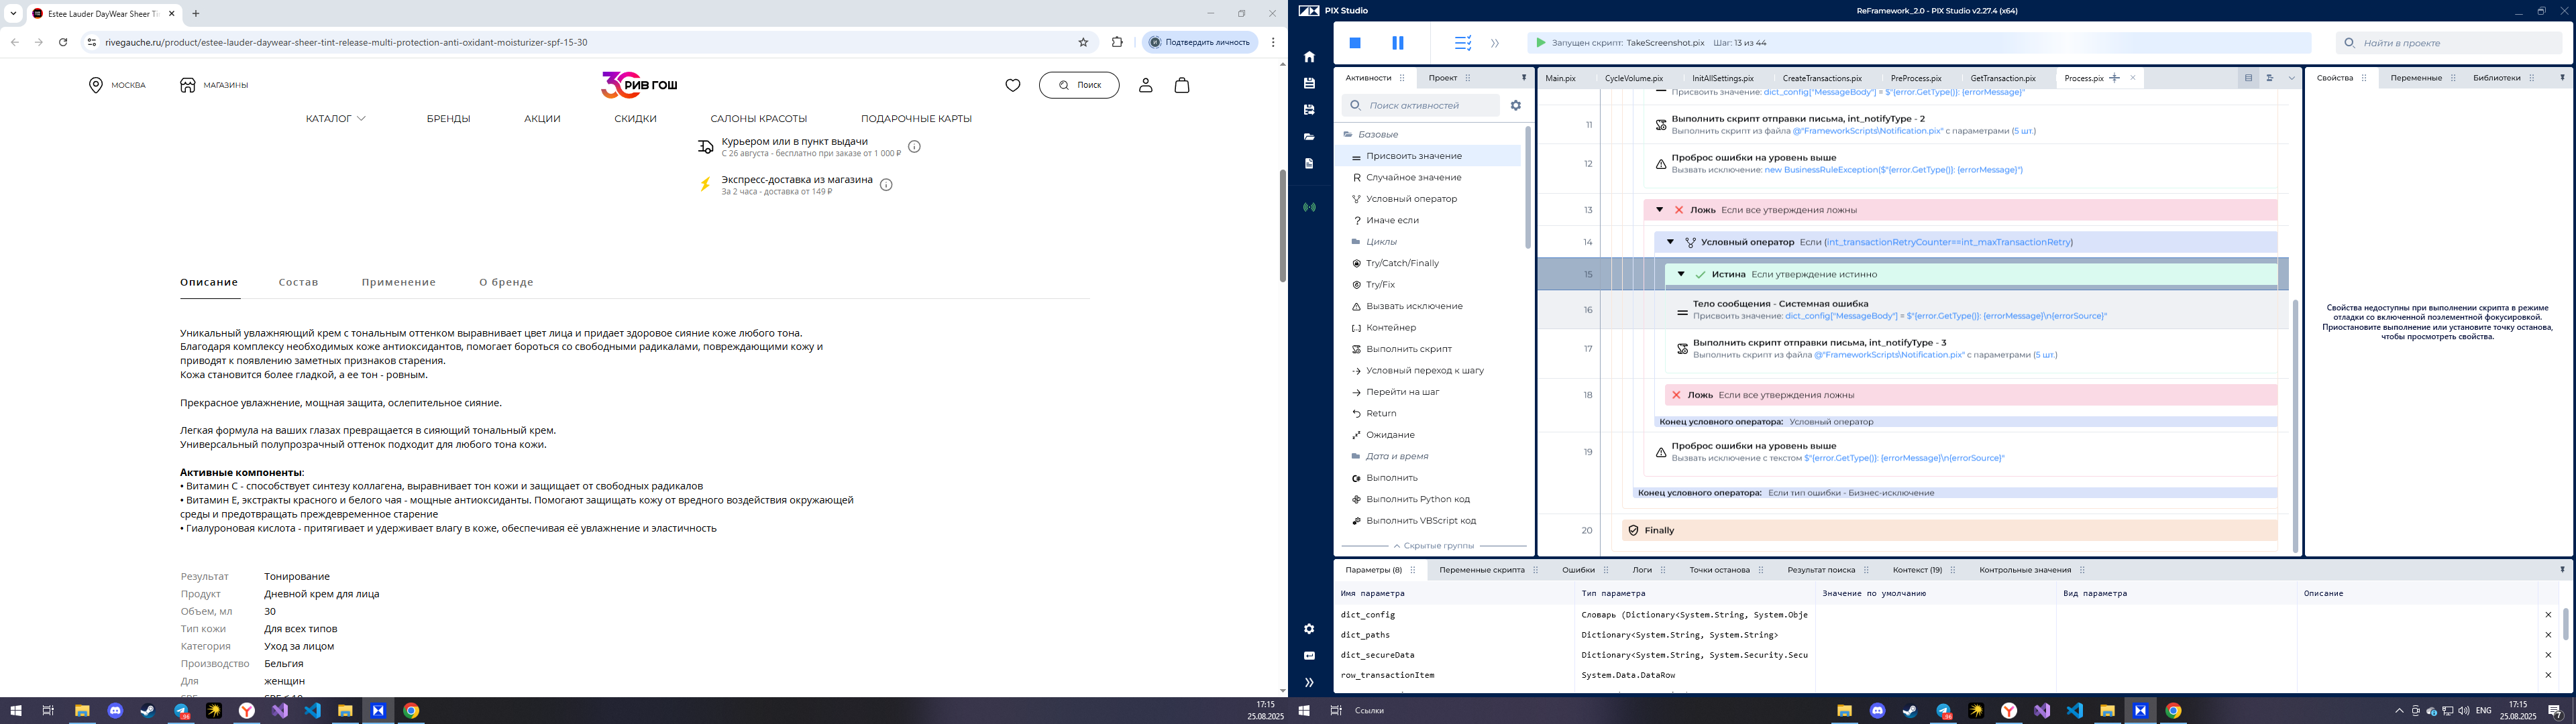 Estee Lauder DayWear Sheer Ti
rivegauche.ru/product/estee-lauder-daywear-sheer-tint-release-multi-protection-anti-oxidant-moisturizer-spf-15-30
Подтвердить личность
МОСКВА
МАГАЗИНЫ
РИВ ГОШ
Поиск
КАТАЛОГ
БРЕНДЫ
АКЦИИ
СКИДКИ
САЛОНЫ КРАСОТЫ
ПОДАРОЧНЫЕ КАРТЫ
Курьером или в пункт выдачи
С 26 августа - бесплатно при заказе от 1 000 ₽
Экспресс-доставка из магазина
За 2 часа - доставка от 149 ₽
Описание
Состав
Применение
О бренде
Уникальный увлажняющий крем с тональным оттенком выравнивает цвет лица и придает здоровое сияние коже любого тона.
Благодаря комплексу необходимых коже антиоксидантов, помогает бороться со свободными радикалами, повреждающими кожу и
приводят к появлению заметных признаков старения.
Кожа становится более гладкой, а ее тон - ровным.
Прекрасное увлажнение, мощная защита, ослепительное сияние.
Легкая формула на ваших глазах превращается в сияющий тональный крем.
Универсальный полупрозрачный оттенок подходит для любого тона кожи.
Активные компоненты:
• Витамин С - способствует синтезу коллагена, выравнивает тон кожи и защищает от свободных радикалов
• Витамин Е, экстракты красного и белого чая - мощные антиоксиданты. Помогают защищать кожу от вредного воздействия окружающей
среды и предотвращать преждевременное старение
• Гиалуроновая кислота - притягивает и удерживает влагу в коже, обеспечивая её увлажнение и эластичность
Результат Тонирование
Продукт Дневной крем для лица
Объем, мл 30
Тип кожи Для всех типов
Категория Уход за лицом
Производство Бельгия
Для женщин
17:15
25.08.2025
PIX Studio
ReFramework_2.0 - PIX Studio v2.27.4 (x64)
Запущен скрипт: TakeScreenshot.pix Шаг: 13 из 44
Найти в проекте
Активности
Проект
Поиск активностей
Базовые
Присвоить значение
Случайное значение
Условный оператор
Иначе если
Циклы
Try/Catch/Finally
Try/Fix
Вызвать исключение
Контейнер
Выполнить скрипт
Условный переход к шагу
Перейти на шаг
Return
Ожидание
Дата и время
Выполнить
Выполнить Python код
Выполнить VBScript код
Скрытые группы
Main.pix
CycleVolume.pix
InitAllSettings.pix
CreateTransactions.pix
PreProcess.pix
GetTransaction.pix
Process.pix
Присвоить значение: dict_config["MessageBody"] = $"{error.GetType()}: {errorMessage}"
11
Выполнить скрипт отправки письма, int_notifyType - 2
Выполнить скрипт из файла @"FrameworkScripts\Notification.pix" с параметрами (5 шт.)
12
Проброс ошибки на уровень выше
Вызвать исключение: new BusinessRuleException($"{error.GetType()}: {errorMessage}")
13
Ложь Если все утверждения ложны
14
Условный оператор Если (int_transactionRetryCounter==int_maxTransactionRetry)
15
Истина Если утверждение истинно
16
Тело сообщения - Системная ошибка
Присвоить значение: dict_config["MessageBody"] = $"{error.GetType()}: {errorMessage}\n{errorSource}"
17
Выполнить скрипт отправки письма, int_notifyType - 3
Выполнить скрипт из файла @"FrameworkScripts\Notification.pix" с параметрами (5 шт.)
18
Ложь Если все утверждения ложны
Конец условного оператора: Условный оператор
19
Проброс ошибки на уровень выше
Вызвать исключение с текстом $"{error.GetType()}: {errorMessage}\n{errorSource}"
Конец условного оператора: Если тип ошибки - Бизнес-исключение
20
Finally
Свойства
Переменные
Библиотеки
Свойства недоступны при выполнении скрипта в режиме
отладки со включенной поэлементной фокусировкой.
Приостановите выполнение или установите точку останова,
чтобы просмотреть свойства.
Параметры (8)
Переменные скрипта
Ошибки
Логи
Точки останова
Результат поиска
Контекст (19)
Контрольные значения
Имя параметра Тип параметра Значение по умолчанию Вид параметра Описание
dict_config Словарь (Dictionary<System.String, System.Obje
dict_paths Dictionary<System.String, System.String>
dict_secureData Dictionary<System.String, System.Security.Secu
row_transactionItem System.Data.DataRow
Ссылки
ENG
17:15
25.08.2025